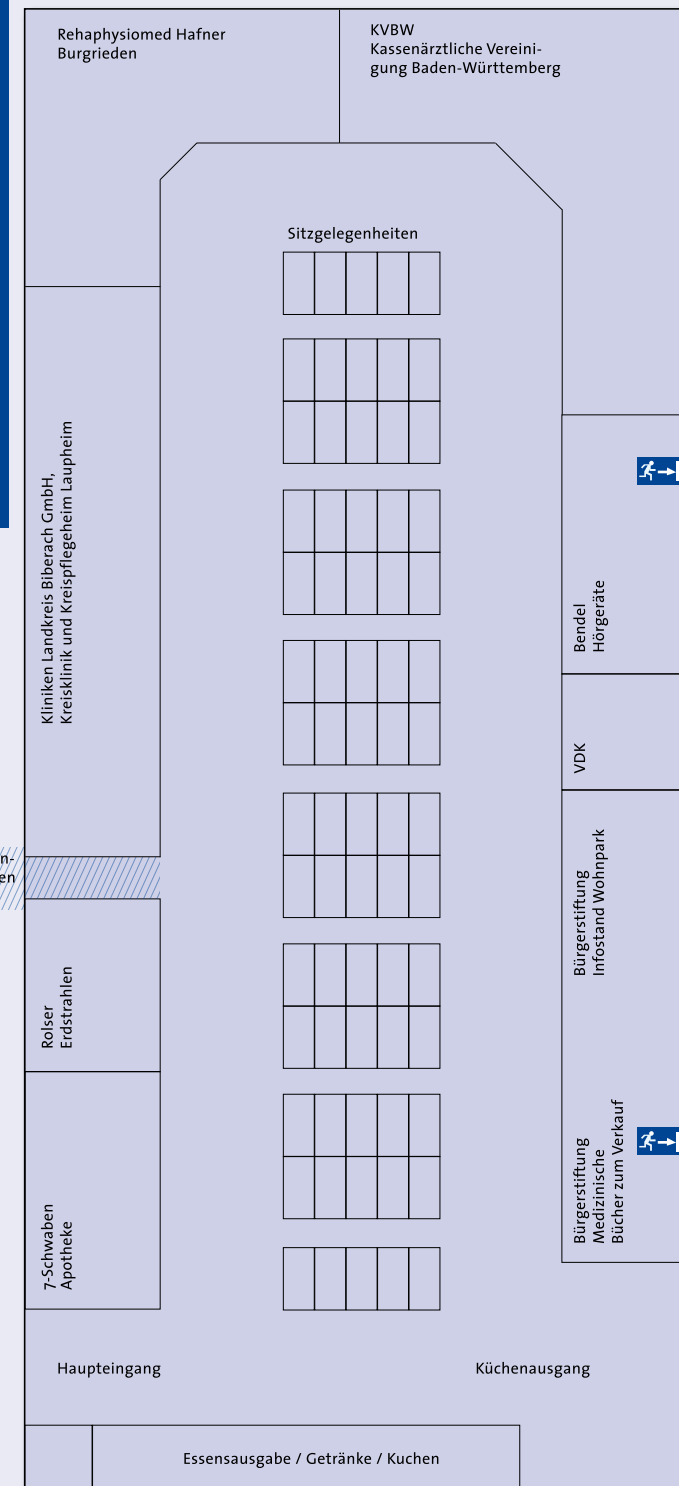 Rehaphysiomed Hafner
Burgrieden
KVBW
Kassenärztliche Vereini-
gung Baden-Württemberg
Sitzgelegenheiten
Kliniken Landkreis Biberach GmbH,
Kreisklinik und Kreispflegeheim Laupheim
Bendel
Hörgeräte
VDK
n-
en
Bürgerstiftung
Infostand Wohnpark
Rolser
Erdstrahlen
Bürgerstiftung
Medizinische
Bücher zum Verkauf
7-Schwaben
Apotheke
Haupteingang
Küchenausgang
Essensausgabe / Getränke / Kuchen